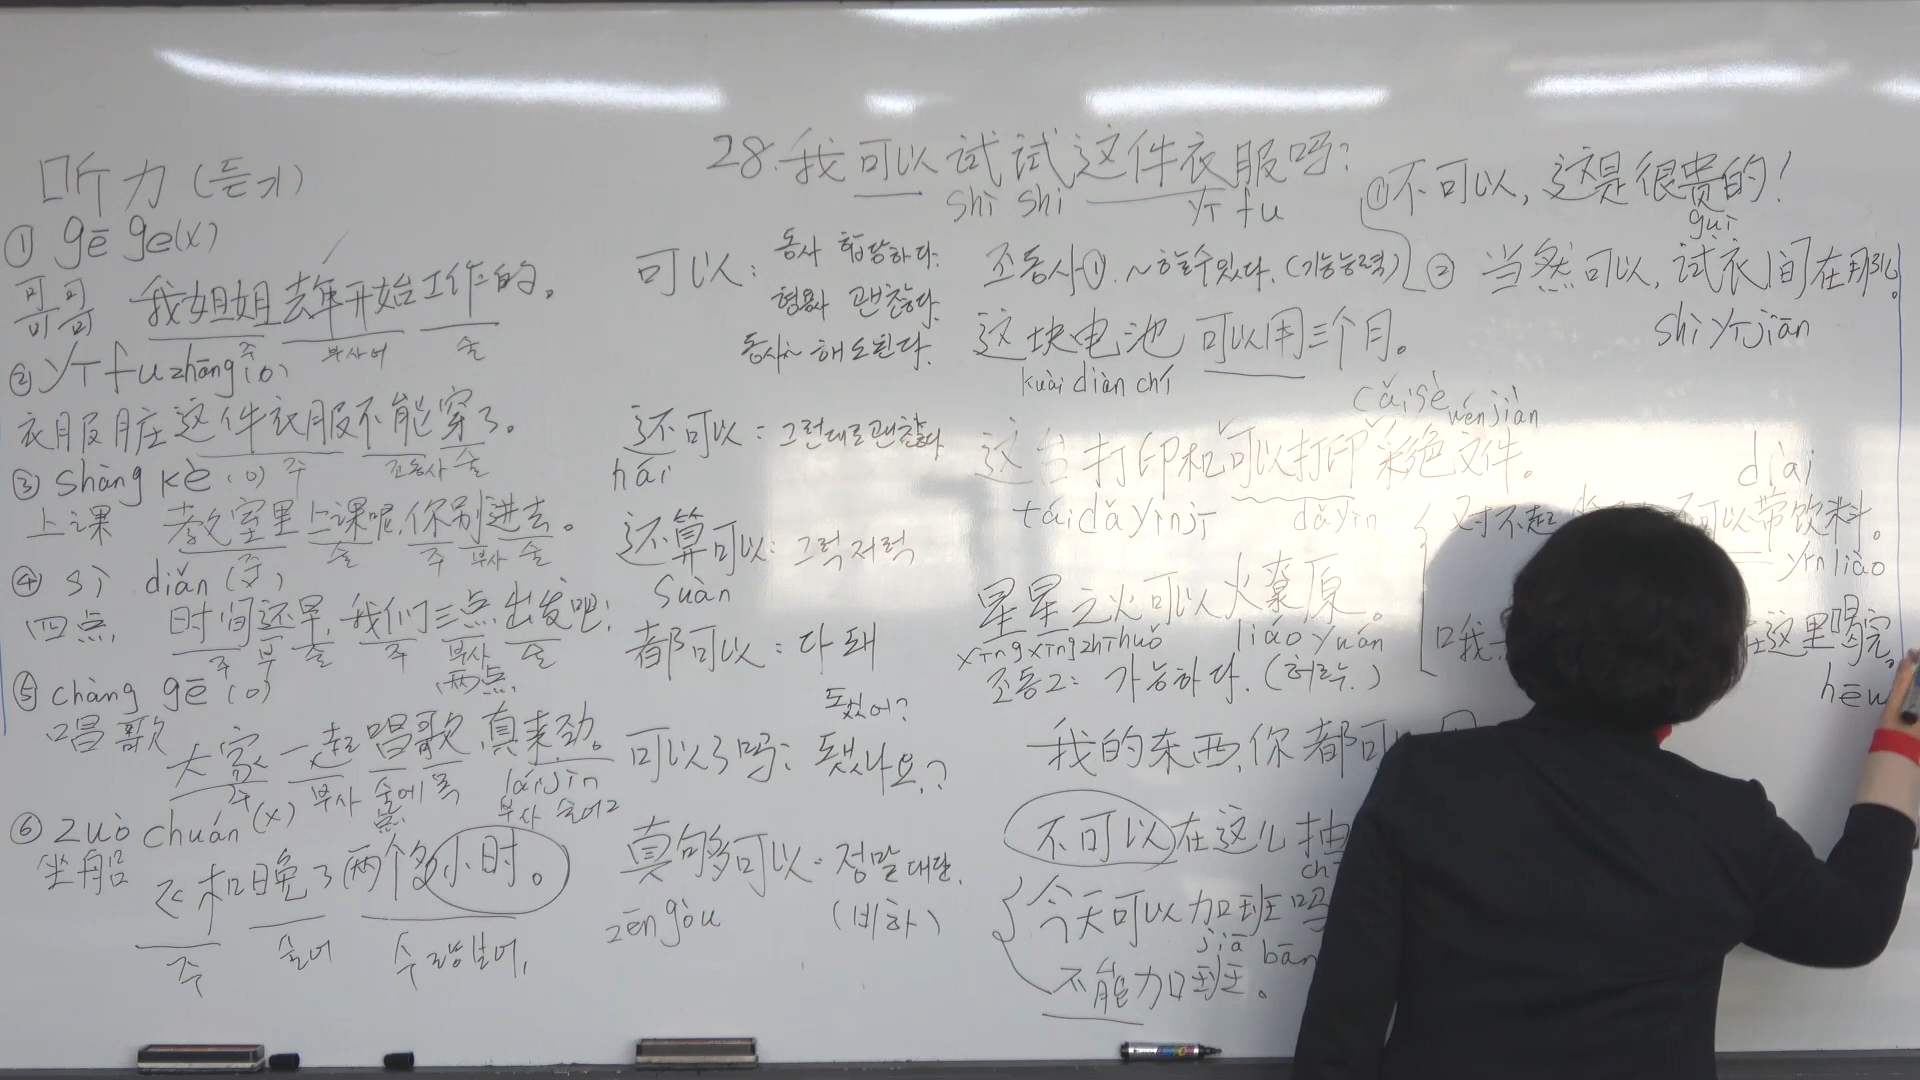 听力(듣기)
① gē ge(x)
可可 我姐姐去年开始工作的。
哥哥 주 부사어 술
② yī fu zhāng(o)
衣服脏 这件衣服不能穿了。
주 조동사 술
③ shàng kè (o)
上课 教室里上课呢,你别进去。
주 술 주 부사 술
④ sì diǎn (x)
四点 时间还早,我们三点出发吧!
주 부 술 주 부사 술
两点
⑤ chàng gē (o)
唱歌 大家一起唱歌,真来劲。
láijìn
주 부사 술어 목 부사 술어2
⑥ zuò chuán (x)
坐船 飞机晚了两个多小时。
주 술어 수량보어,
28. 我可以试试这件衣服吗?
shì shi yī fu
可以: 동사 합당하다.
형용사 괜찮다.
동사 해도된다.
还可以: 그런대로괜찮다
hái
还算可以: 그럭저럭
suàn
都可以: 다 돼
됐어?
可以了吗: 됐나요?
真够可以: 정말 대단.
zēn gòu (비하)
조동사①. ~할수있다. (기능능력)
这块电池 可以用三个月。
kuài diàn chí
cǎi sè wén jiàn
这台打印机可以打印彩色文件。
tái dǎ yìn jī dǎ yìn
星星之火可以火燎原。
xīng xīng zhī huǒ liáo yuán
조동2: 가능하다. (허락.)
我的东西,你都可
不可以在这儿抽
今天可以加班吗
jiā bān
不能加班。
①不可以,这是很贵的!
guì
② 当然可以, 试衣间在那儿。
shì yī jiān
diài
对不起 不可以带饮料。
yǐn liào
哦 在这里喝完。
hē w